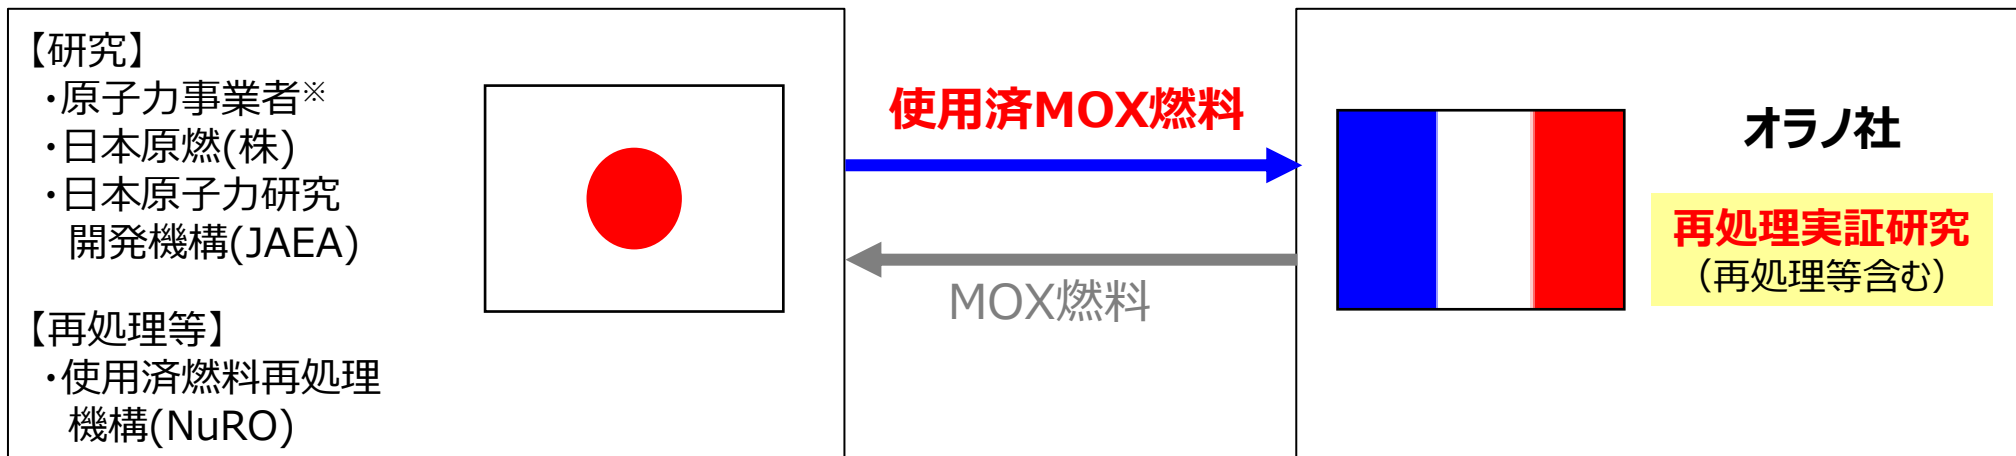 【研究】
・原子力事業者※
・日本原燃(株)
・日本原子力研究
開発機構(JAEA)
【再処理等】
・使用済燃料再処理
機構(NuRO)
使用済MOX燃料
MOX燃料
オラノ社
再処理実証研究
（再処理等含む）